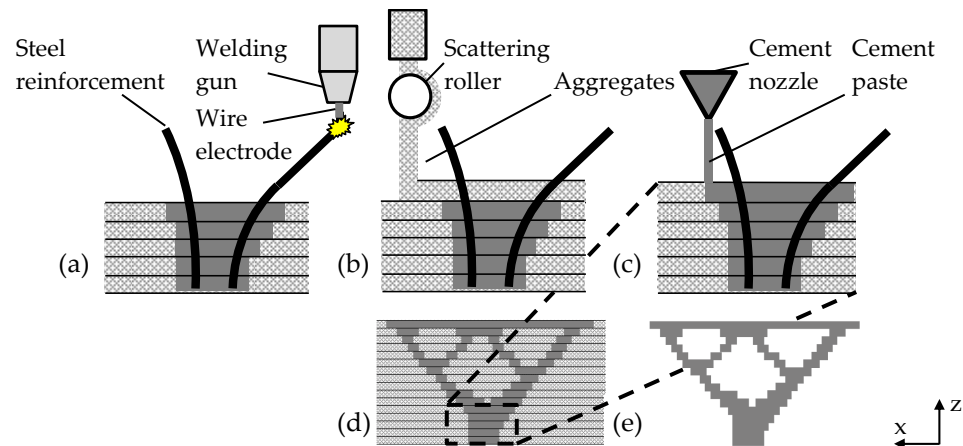 Steel
reinforcement
Welding
gun
Wire
electrode
Scattering
roller
Aggregates
Cement
nozzle
Cement
paste
(a)
(b)
(c)
(d)
(e)
z
x